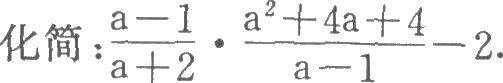 化简:$\frac{a-1}{a+2} \cdot \frac{a^2+4a+4}{a-1} - 2.$